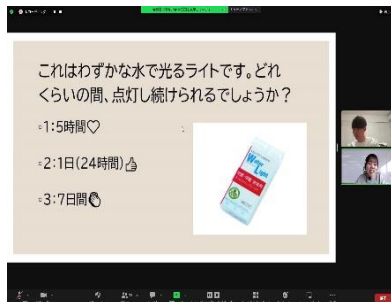 これはわずかな水で光るライトです。どれ
くらいの間、点灯し続けられるでしょうか？
▫1:5時間♡
▫2:1日(24時間)👍
▫3:7日間👏
Water
Light